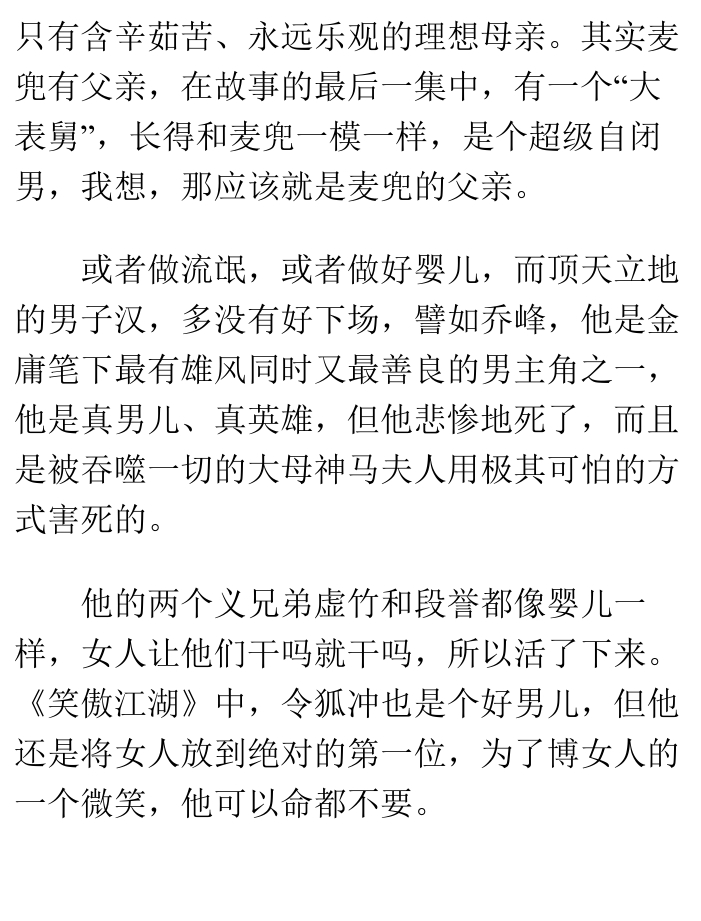 只有含辛茹苦、永远乐观的理想母亲。其实麦
兜有父亲，在故事的最后一集中，有一个“大
表舅”，长得和麦兜一模一样，是个超级自闭
男，我想，那应该就是麦兜的父亲。
或者做流氓，或者做好婴儿，而顶天立地
的男子汉，多没有好下场，譬如乔峰，他是金
庸笔下最有雄风同时又最善良的男主角之一，
他是真男儿、真英雄，但他悲惨地死了，而且
是被吞噬一切的大母神马夫人用极其可怕的方
式害死的。
他的两个义兄弟虚竹和段誉都像婴儿一
样，女人让他们干吗就干吗，所以活了下来。
《笑傲江湖》中，令狐冲也是个好男儿，但他
还是将女人放到绝对的第一位，为了博女人的
一个微笑，他可以命都不要。